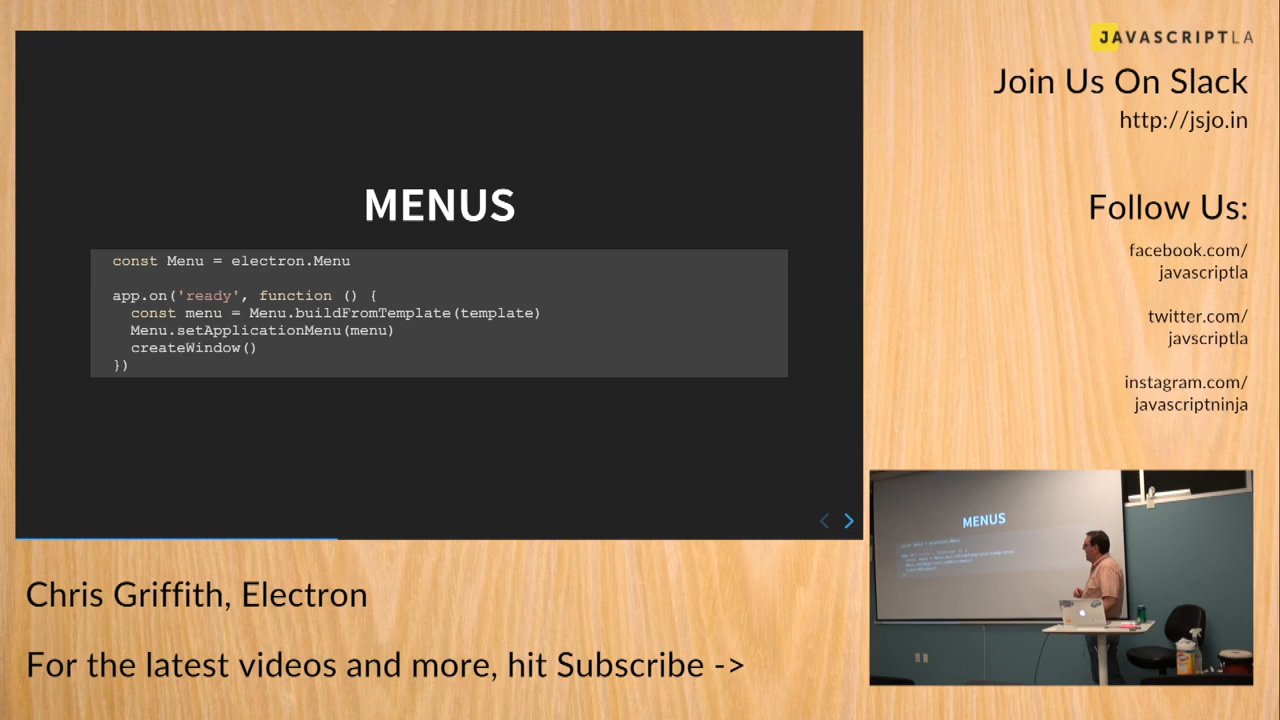 MENUS
const Menu = electron.Menu
app.on('ready', function () {
const menu = Menu.buildFromTemplate(template)
Menu.setApplicationMenu(menu)
createWindow()
})
Chris Griffith, Electron
For the latest videos and more, hit Subscribe ->
JAVASCRIPTLA
Join Us On Slack
http://jsjo.in
Follow Us:
facebook.com/
javascriptla
twitter.com/
javscriptla
instagram.com/
javascriptninja
MENUS